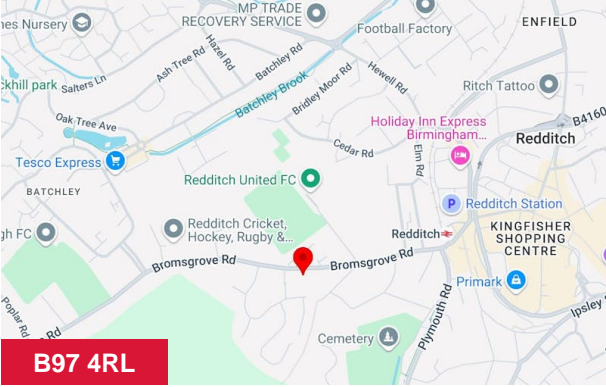 MP TRADE
RECOVERY SERVICE
Football Factory
ENFIELD
nes Nursery
Hazel Rd
Ash Tree Rd
Batchley Rd
Hewell Rd
Salters Ln
ckhill park
Batchley Brook
Bridley Moor Rd
Ritch Tattoo
Oak Tree Ave
Holiday Inn Express
Birmingham...
B4160
Redditch
Cedar Rd
Elm Rd
Tesco Express
Redditch United FC
BATCHLEY
Redditch Station
gh FC
Redditch Cricket,
Hockey, Rugby &...
Redditch
KINGFISHER
SHOPPING
CENTRE
Bromsgrove Rd
Bromsgrove Rd
Primark
Poplar Rd
Plymouth Rd
Ipsley S
Rd
Cemetery
B97 4RL